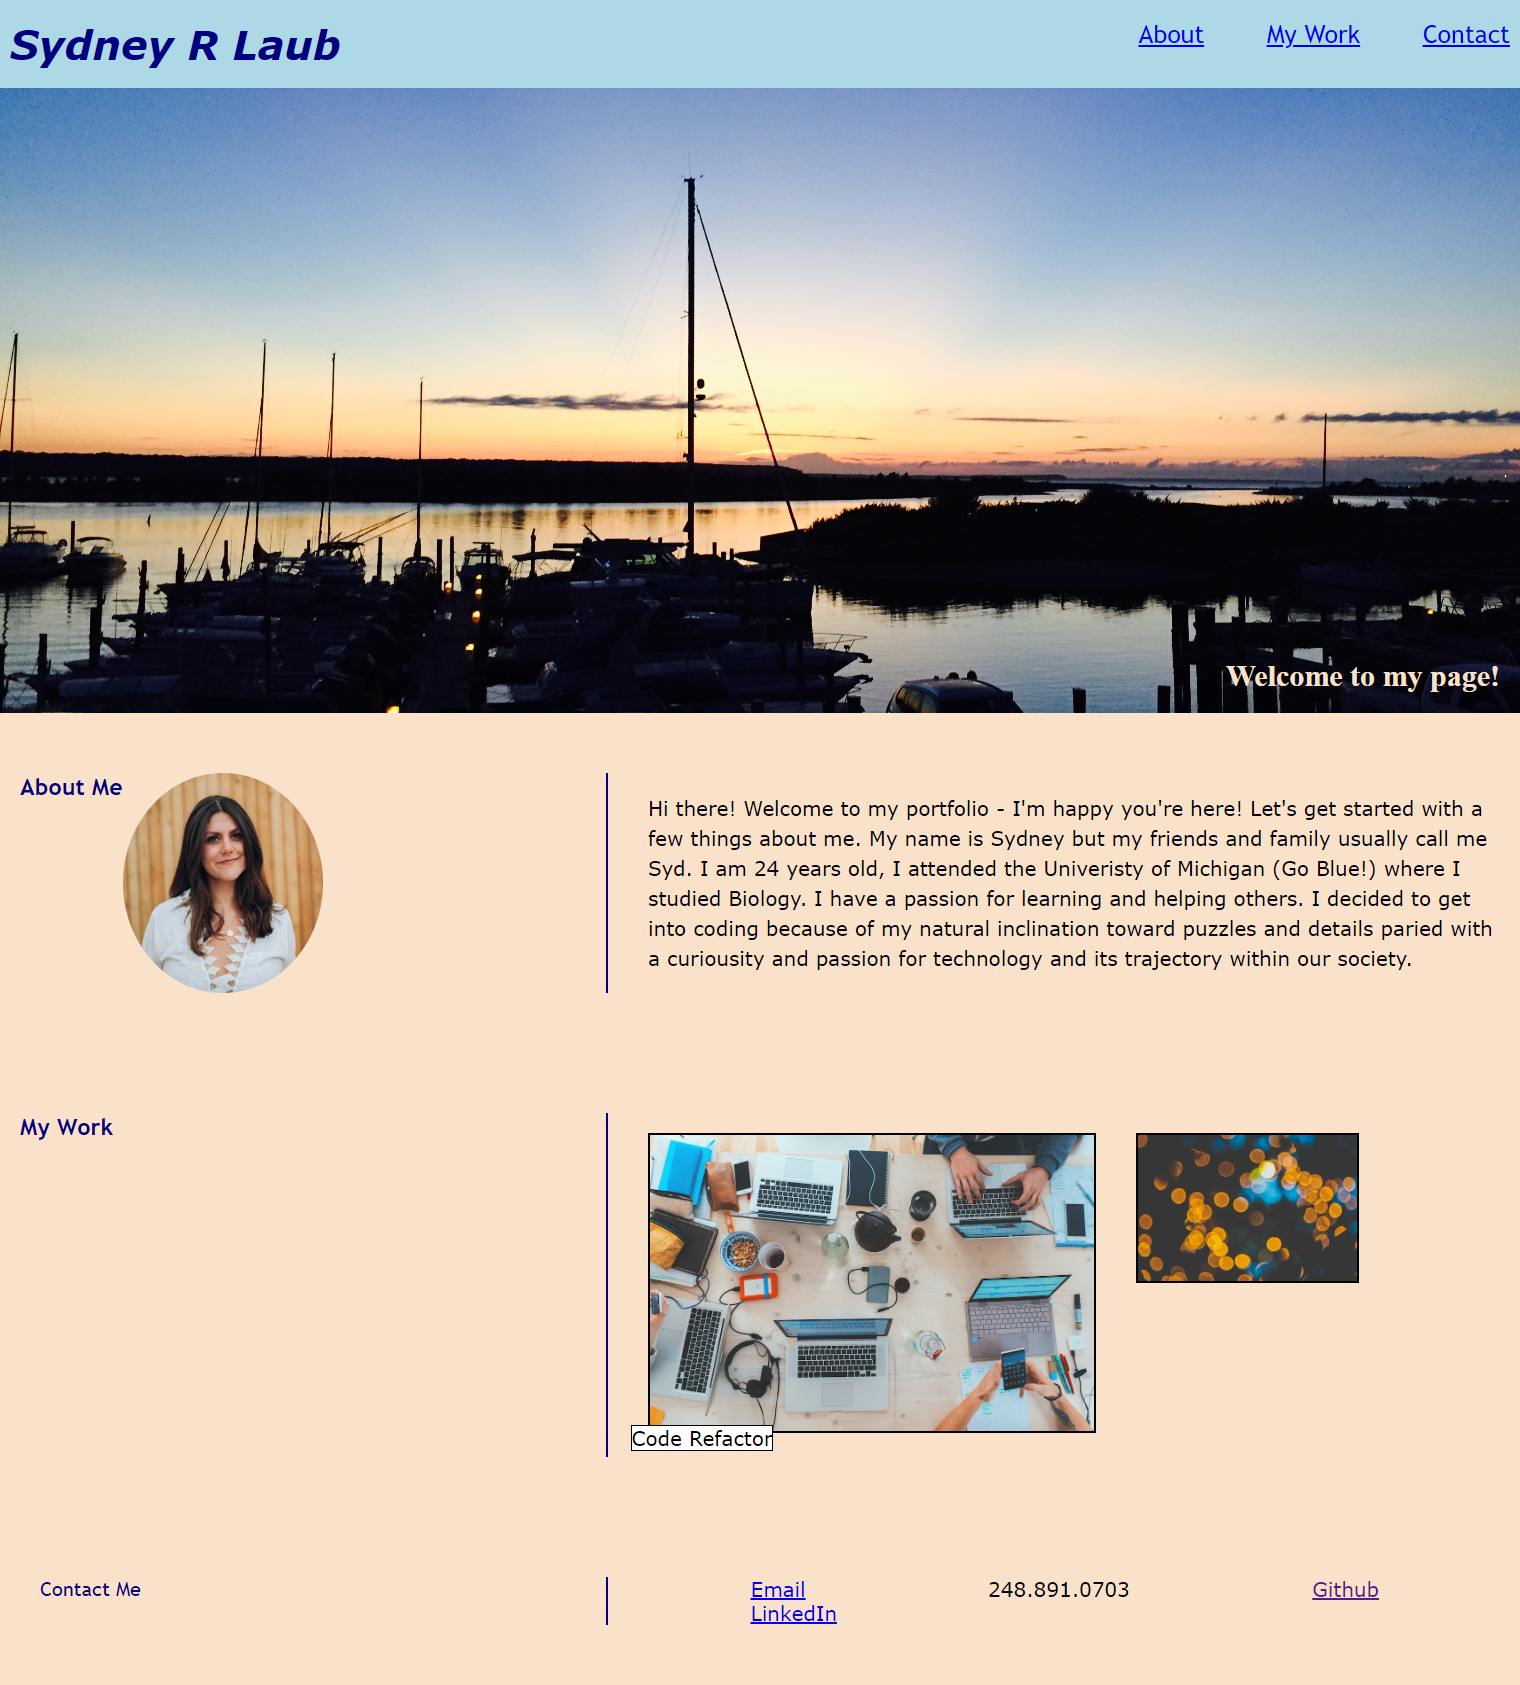 Sydney R Laub
About
My Work
Contact
Welcome to my page!
About Me
Hi there! Welcome to my portfolio - I'm happy you're here! Let's get started with a
few things about me. My name is Sydney but my friends and family usually call me
Syd. I am 24 years old, I attended the Univeristy of Michigan (Go Blue!) where I
studied Biology. I have a passion for learning and helping others. I decided to get
into coding because of my natural inclination toward puzzles and details paried with
a curiousity and passion for technology and its trajectory within our society.
My Work
Code Refactor
Contact Me
Email
LinkedIn
248.891.0703
Github